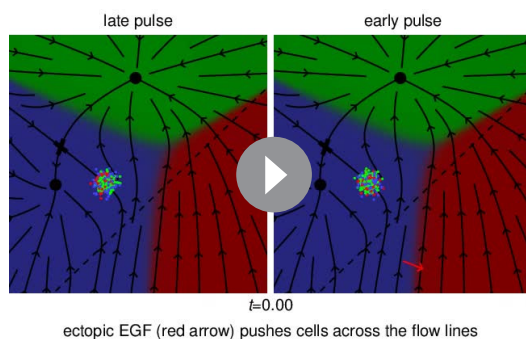 late pulse
early pulse
t=0.00
ectopic EGF (red arrow) pushes cells across the flow lines